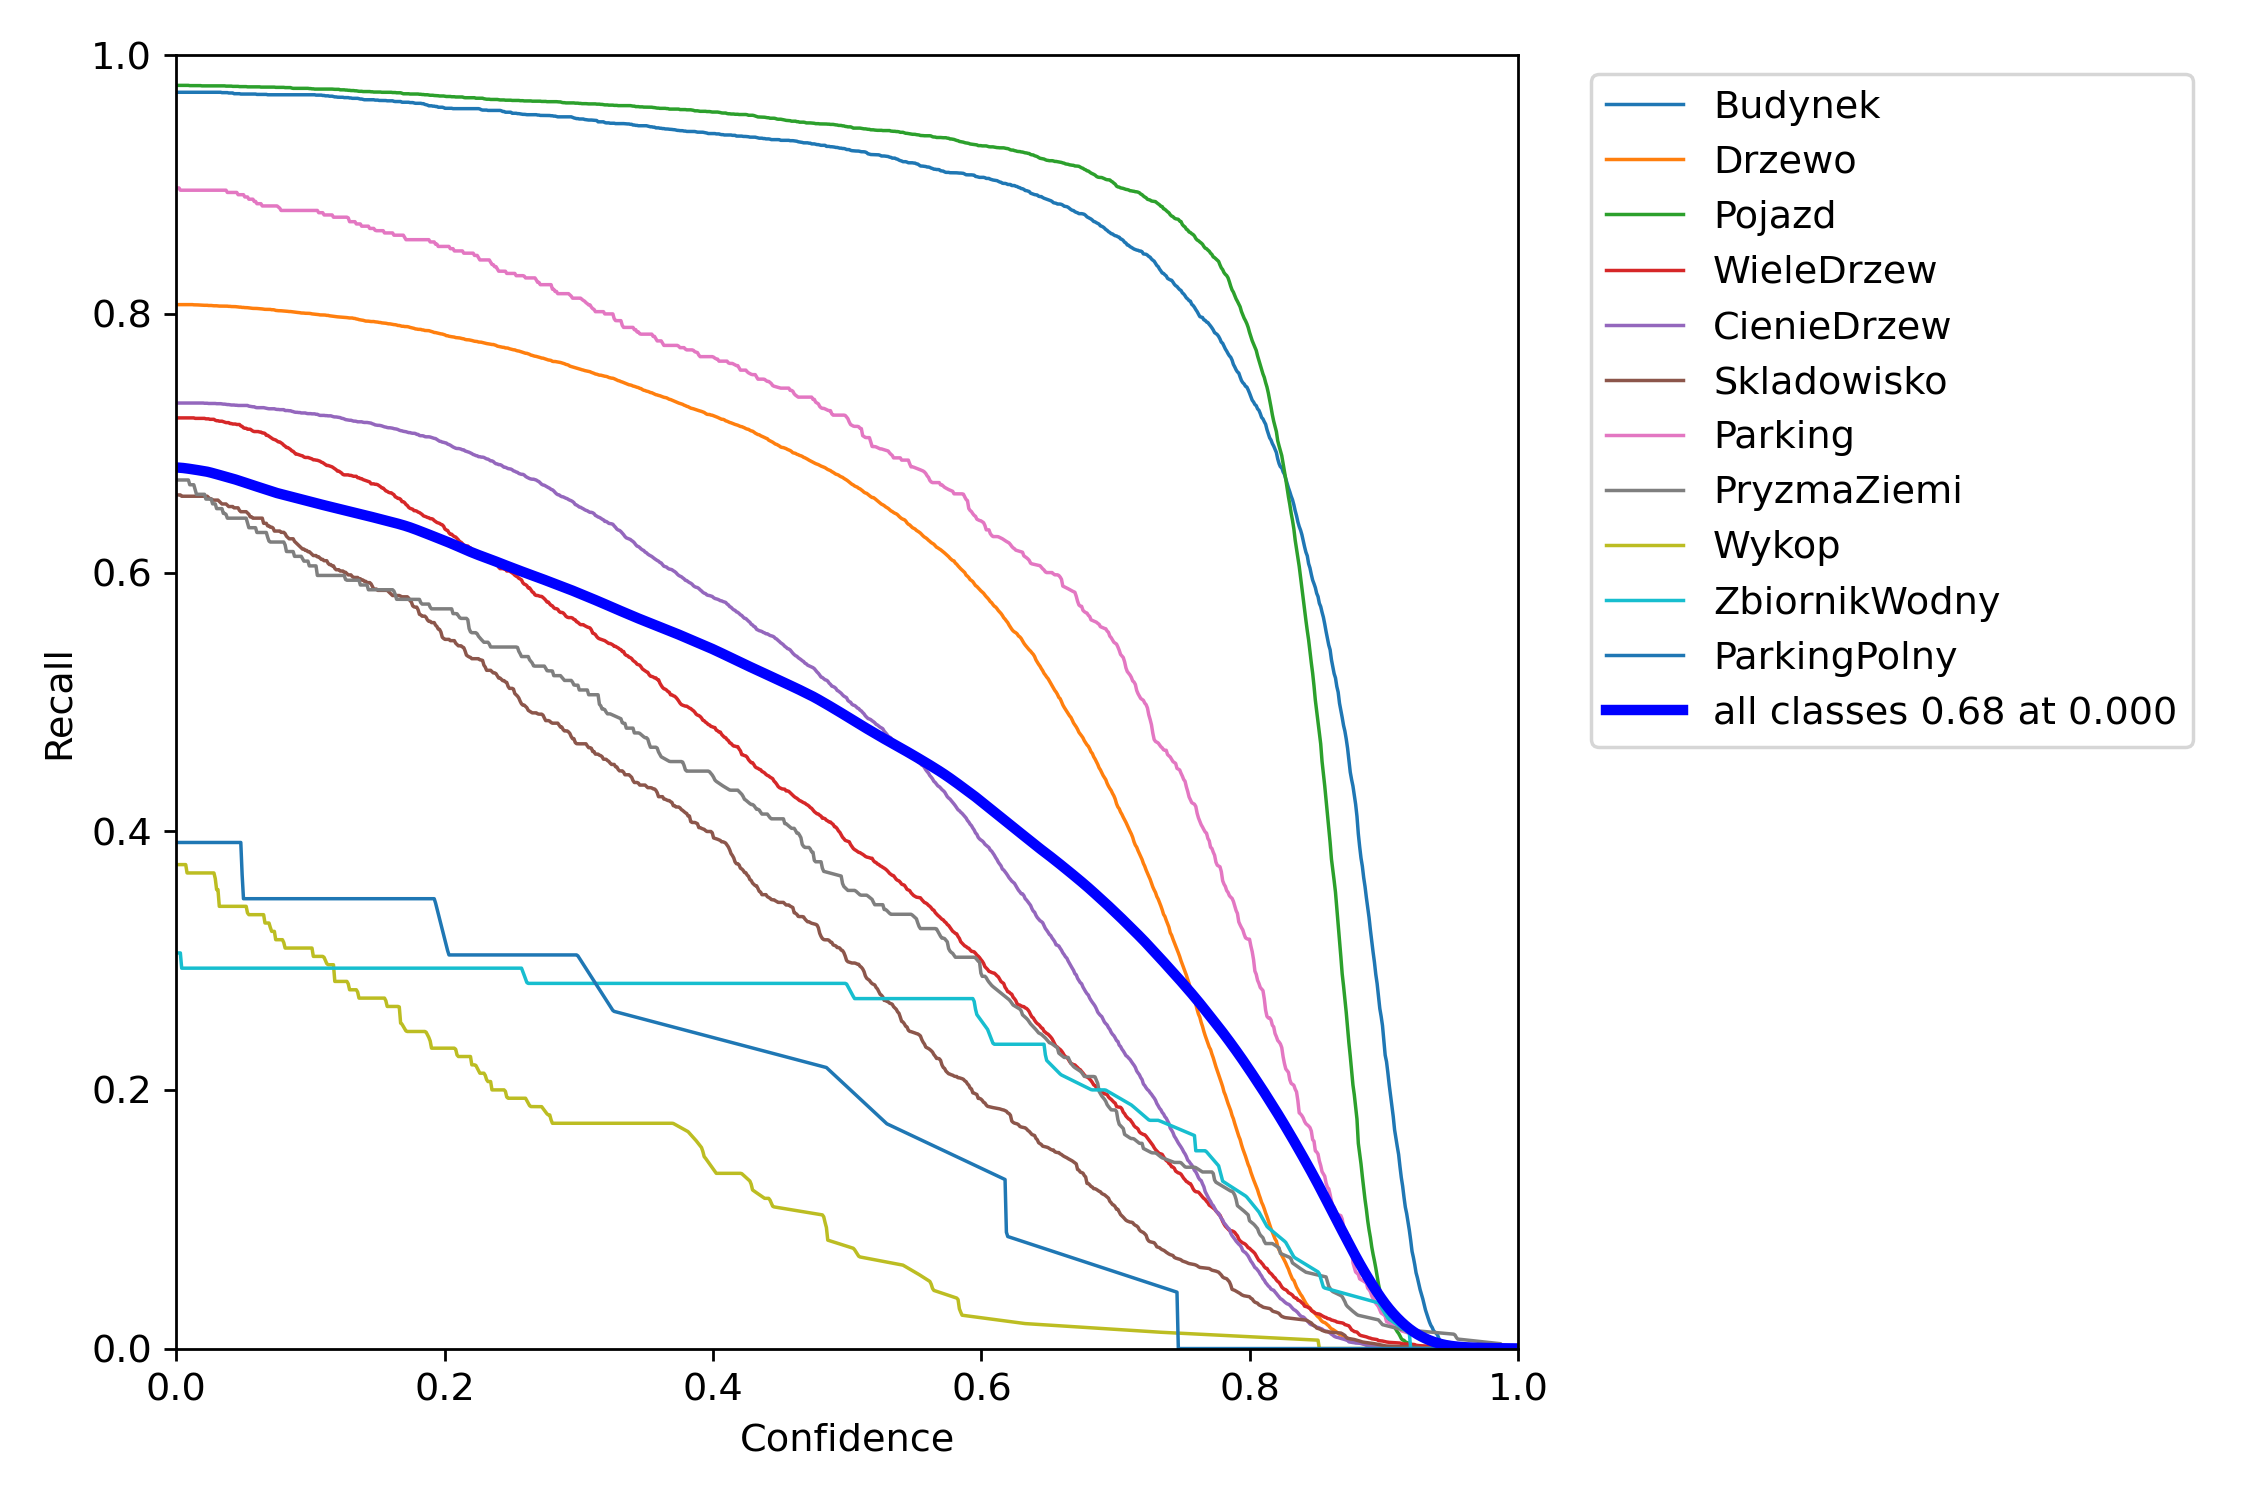 1.0
0.8
0.6
0.4
0.2
0.0
Recall
0.0 0.2 0.4 0.6 0.8 1.0
Confidence
Budynek
Drzewo
Pojazd
WieleDrzew
CienieDrzew
Skladowisko
Parking
PryzmaZiemi
Wykop
ZbiornikWodny
ParkingPolny
all classes 0.68 at 0.000